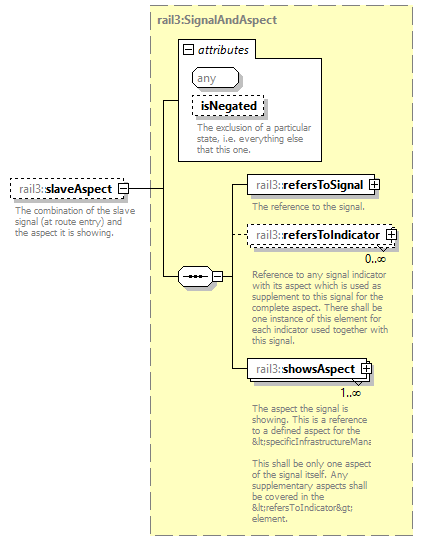 rail3:SignalAndAspect
attributes
any
isNegated
The exclusion of a particular
state, i.e. everything else
that this one.
rail3::slaveAspect
The combination of the slave
signal (at route entry) and
the aspect it is showing.
rail3::refersToSignal
The reference to the signal.
rail3::refersToIndicator
0..∞
Reference to any signal indicator
with its aspect which is used as
supplement to this signal for the
complete aspect. There shall be
one instance of this element for
each indicator used together with
this signal.
rail3::showsAspect
1..∞
The aspect the signal is
showing. This is a reference
to a defined aspect for the
&lt;specificInfrastructureMana
This shall be only one aspect
of the signal itself. Any
supplementary aspects shall
be covered in the
&lt;refersToIndicator&gt;
element.